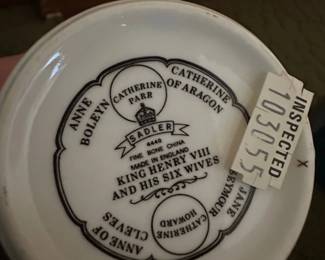 CATHERINE
PARR
CATHERINE
OF ARAGON
ANNE
BOLEYN
SADLER
4449
FINE BONE CHINA
MADE IN ENGLAND
KING HENRY VIII
AND HIS SIX WIVES
JANE
SEYMOUR
CATHERINE
HOWARD
ANNE OF
CLEVES
INSPECTED
103055
X